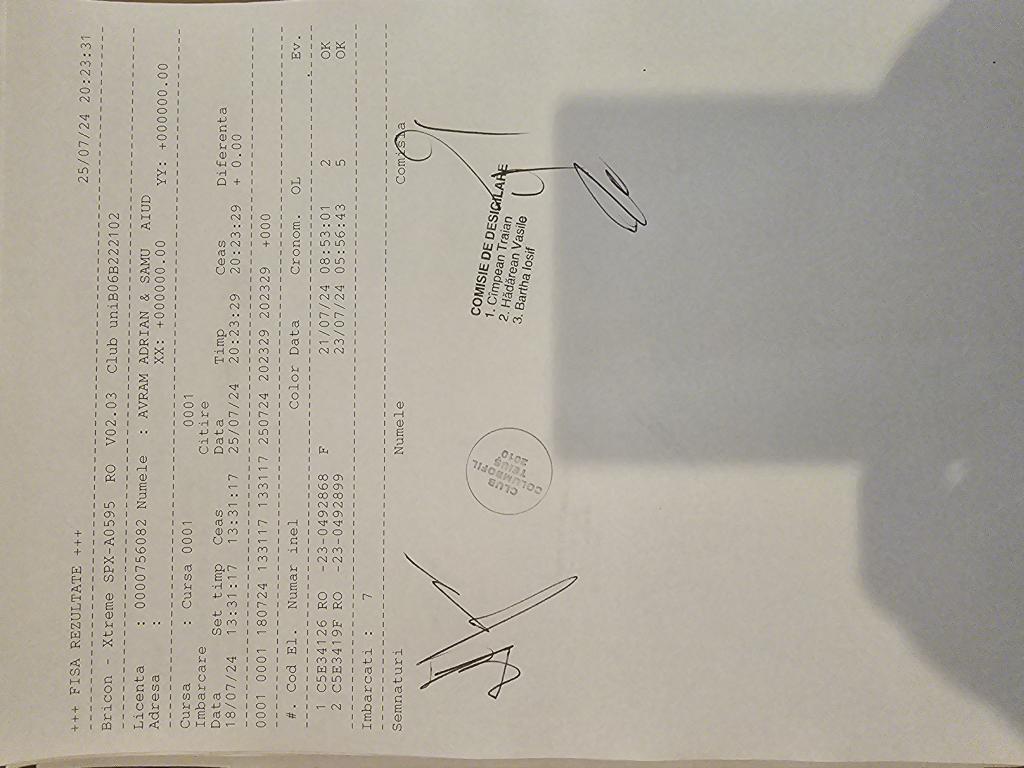 +++ FISA REZULTATE +++
25/07/24 20:23:31
Bricon - Xtreme SPX-A0595 RO V02.03 Club uniB06B222102
Licenta : 0000756082 Numele : AVRAM ADRIAN & SAMU AIUD
Adresa : XX: +000000.00 YY: +000000.00
Cursa : Cursa 0001 0001
Imbarcare Citire
Data Set timp Ceas Data Timp Ceas Diferenta
18/07/24 13:31:17 13:31:17 25/07/24 20:23:29 20:23:29 + 0.00
0001 0001 180724 133117 133117 250724 202329 202329 +000
#. Cod El. Numar inel Color Data Cronom. OL Ev.
1 C5E34126 RO -23-0492868 F 21/07/24 08:53:01 2 OK
2 C5E3419F RO -23-0492899 23/07/24 05:56:43 5 OK
Imbarcati : 7
Semnaturi Numele Comisia
CLUB
COLUMBOFIL
TEIUS
2010
COMISIE DE DESIGILARE
1. Cîmpean Traian
2. Hădărean Vasile
3. Bartha Iosif